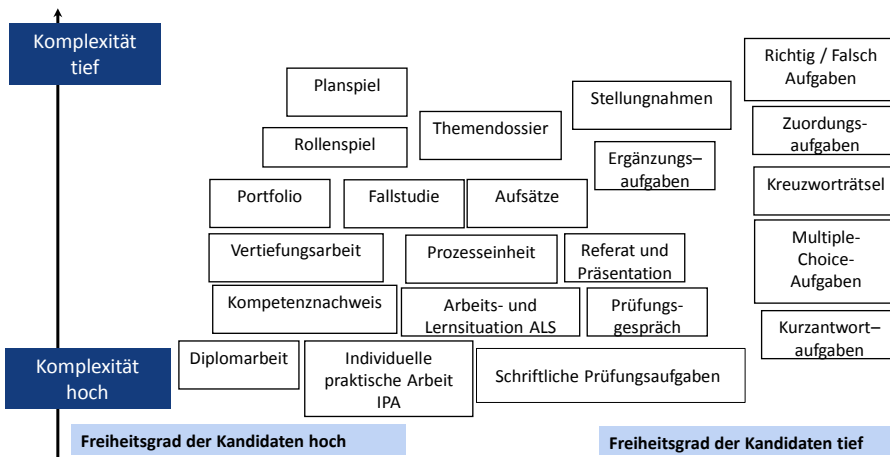 Komplexität
tief
Richtig / Falsch
Aufgaben
Planspiel
Stellungnahmen
Themendossier
Zuordungs-
aufgaben
Rollenspiel
Ergänzungs–
aufgaben
Portfolio
Fallstudie
Aufsätze
Kreuzworträtsel
Vertiefungsarbeit
Prozesseinheit
Referat und
Präsentation
Multiple-
Choice-
Aufgaben
Kompetenznachweis
Arbeits- und
Lernsituation ALS
Prüfungs-
gespräch
Kurzantwort–
aufgaben
Komplexität
hoch
Diplomarbeit
Individuelle
praktische Arbeit
IPA
Schriftliche Prüfungsaufgaben
Freiheitsgrad der Kandidaten hoch
Freiheitsgrad der Kandidaten tief